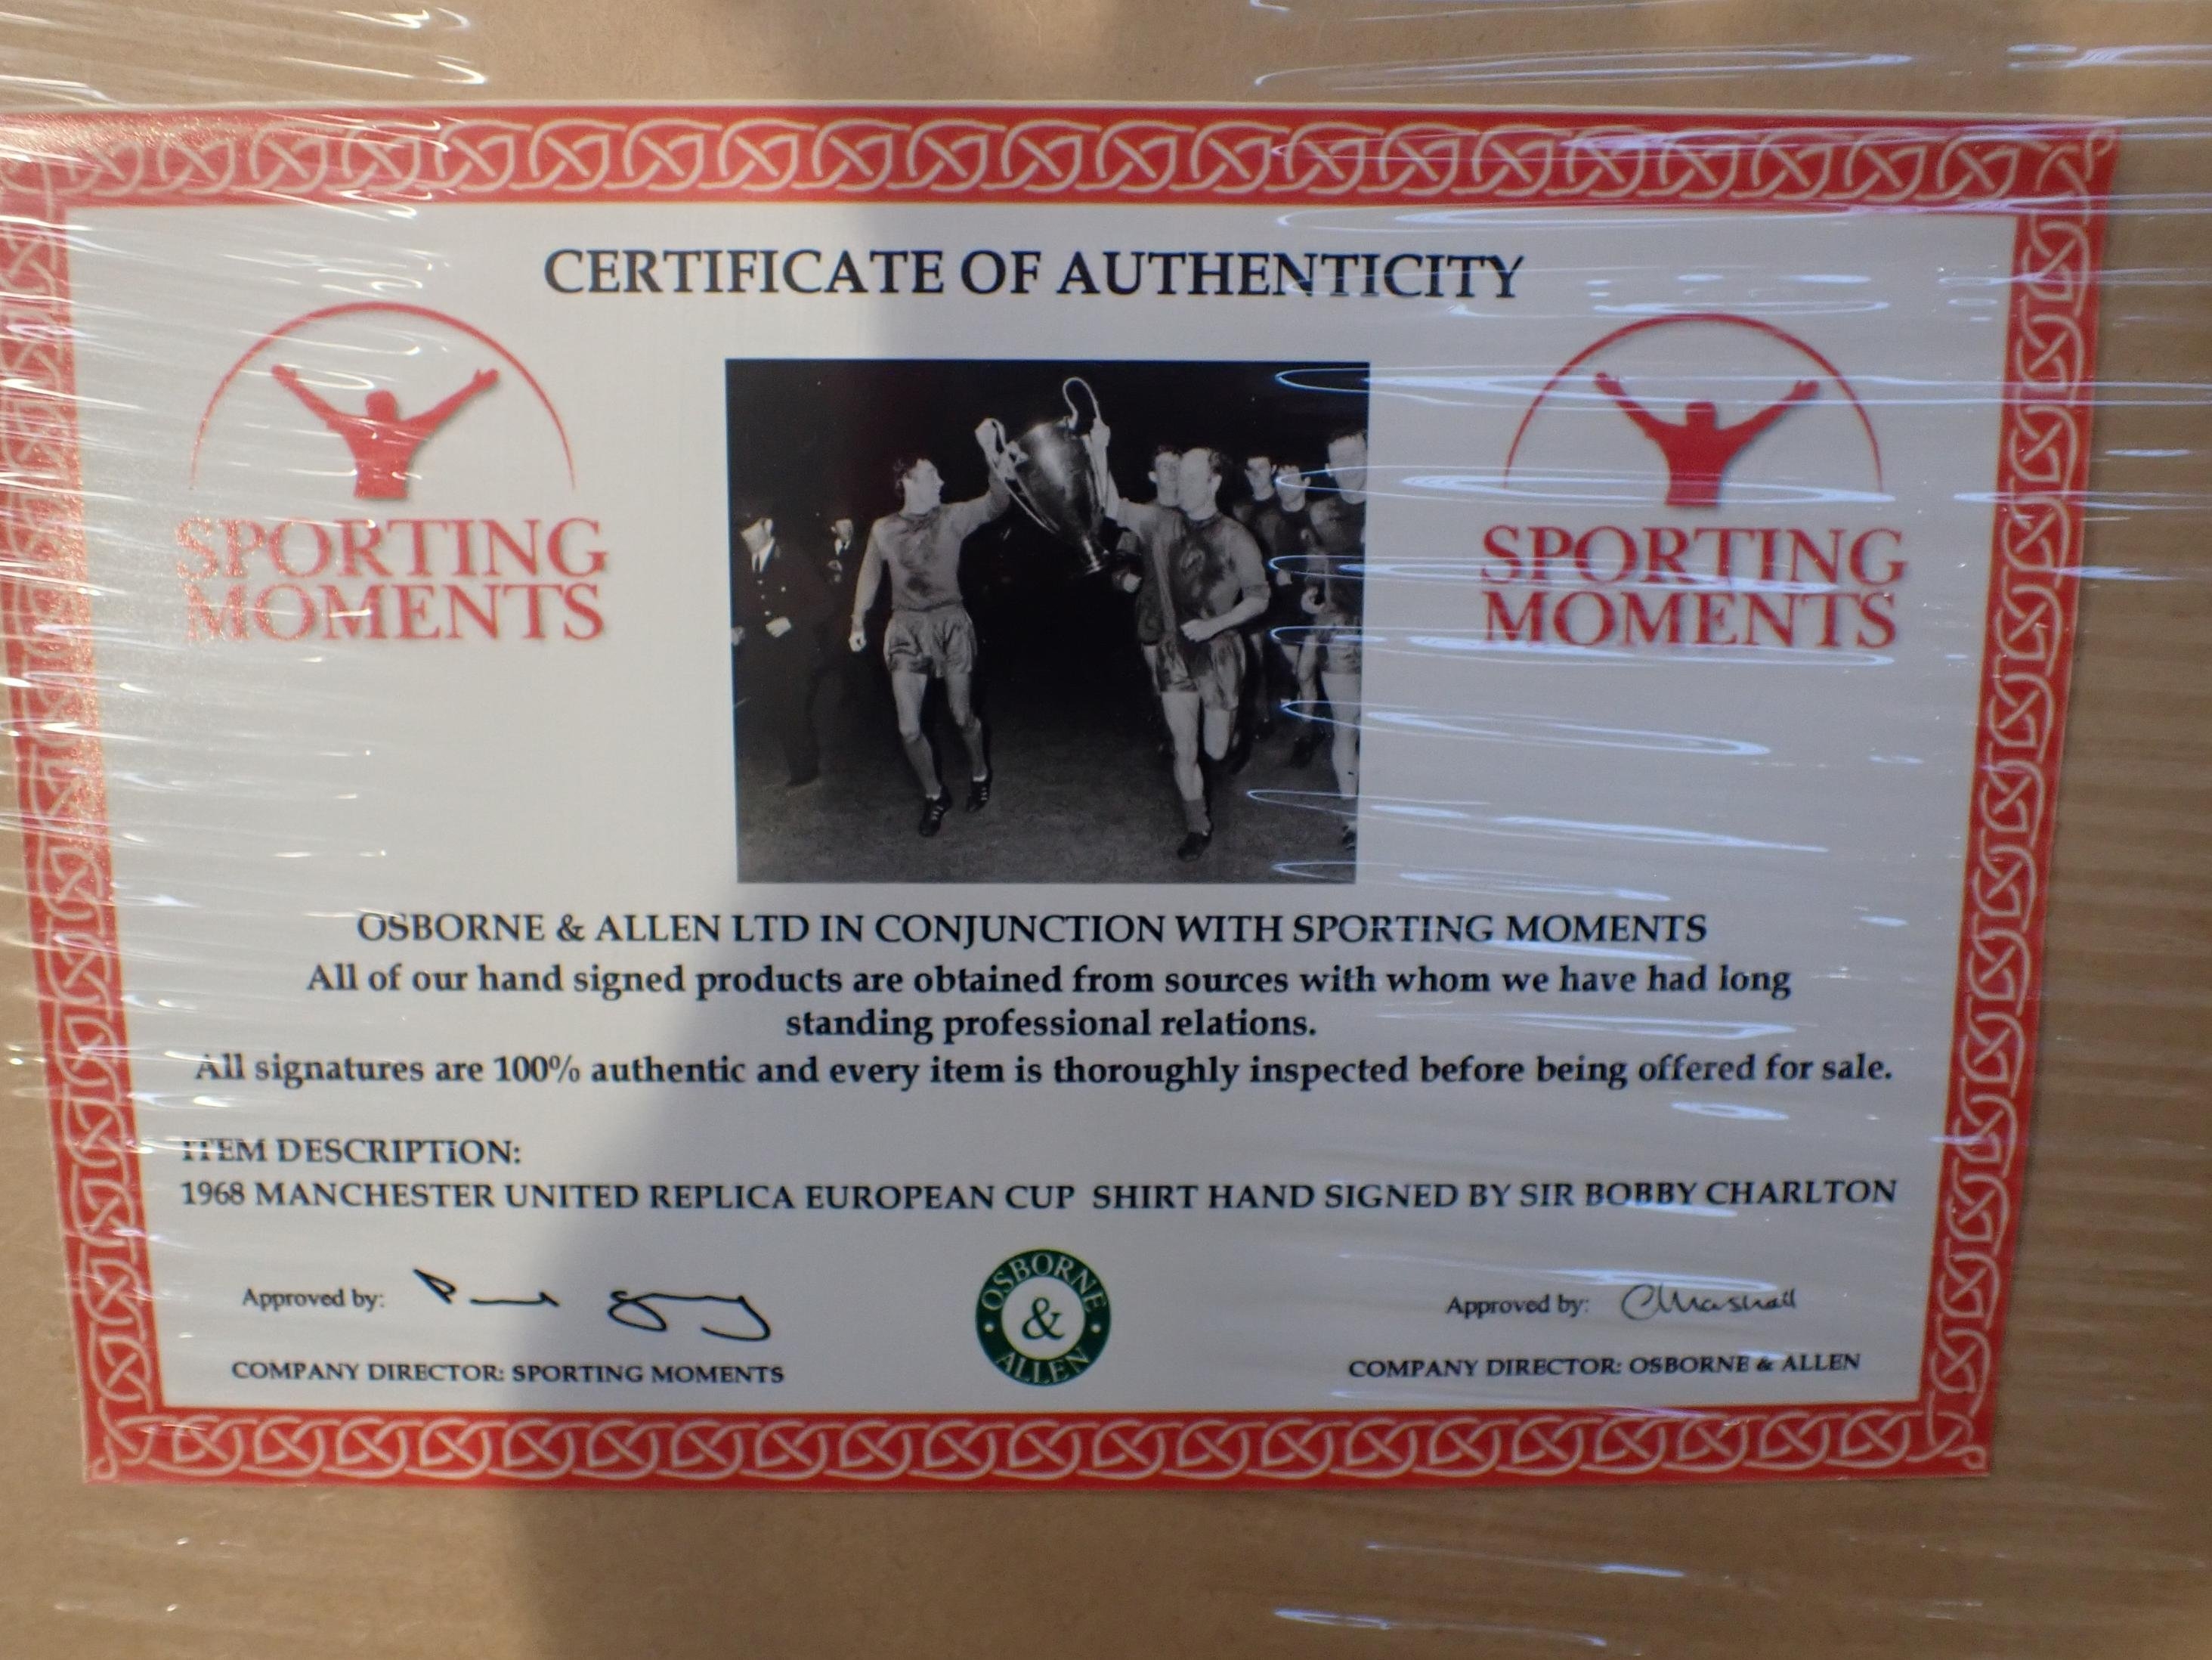 CERTIFICATE OF AUTHENTICITY
SPORTING
MOMENTS
SPORTING
MOMENTS
OSBORNE & ALLEN LTD IN CONJUNCTION WITH SPORTING MOMENTS
All of our hand signed products are obtained from sources with whom we have had long
standing professional relations.
All signatures are 100% authentic and every item is thoroughly inspected before being offered for sale.
ITEM DESCRIPTION:
1968 MANCHESTER UNITED REPLICA EUROPEAN CUP SHIRT HAND SIGNED BY SIR BOBBY CHARLTON
Approved by:
COMPANY DIRECTOR: SPORTING MOMENTS
OSBORNE
&
ALLEN
Approved by: CMarshall
COMPANY DIRECTOR: OSBORNE & ALLEN